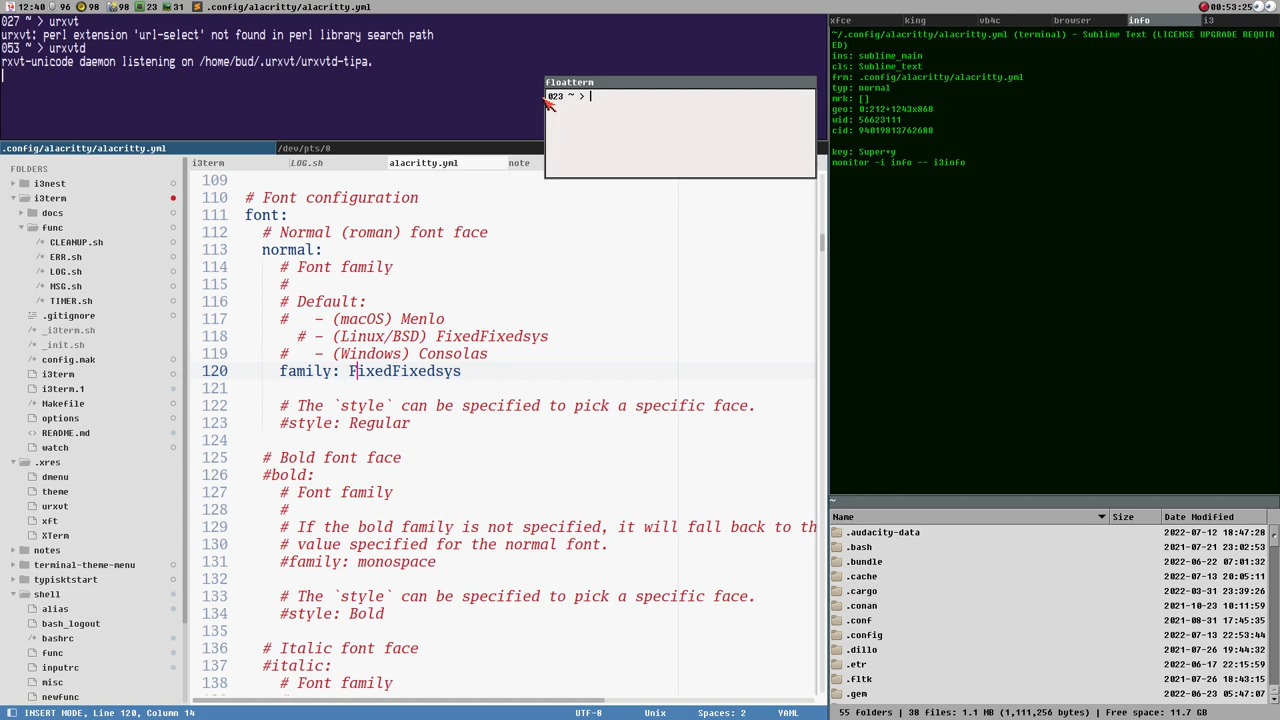 12:40 96 98 98 23 31 .config/alacritty/alacritty.yml 00:53:25
027 ~ > urxvt
urxvt: perl extension 'url-select' not found in perl library search path
053 ~ > urxvtd
rxvt-unicode daemon listening on /home/bud/.urxvt/urxvtd-tipa.
floatterm
023 ~ >
.config/alacritty/alacritty.yml /dev/pts/8
FOLDERS
i3nest
i3term
docs
func
/* CLEANUP.sh
/* ERR.sh
/* LOG.sh
/* MSG.sh
/* TIMER.sh
.gitignore
/* _i3term.sh
/* _init.sh
config.mak
i3term
i3term.1
Makefile
options
README.md
watch
.xres
dmenu
theme
urxvt
xft
XTerm
notes
terminal-theme-menu
typisktstart
shell
alias
bash_logout
/* bashrc
func
/* inputrc
misc
newfunc
i3term LOG.sh alacritty.yml note
109
110 # Font configuration
111 font:
112 # Normal (roman) font face
113 normal:
114 # Font family
115 #
116 # Default:
117 #   - (macOS) Menlo
118 # - (Linux/BSD) FixedFixedsys
119 #   - (Windows) Consolas
120 family: FixedFixedsys
121
122 # The `style` can be specified to pick a specific face.
123 #style: Regular
124
125 # Bold font face
126 #bold:
127 # Font family
128 #
129 # If the bold family is not specified, it will fall back to th
130 # value specified for the normal font.
131 #family: monospace
132
133 # The `style` can be specified to pick a specific face.
134 #style: Bold
135
136 # Italic font face
137 #italic:
138 # Font family
INSERT MODE, Line 120, Column 14 UTF-8 Unix Spaces: 2 YAML
xfce king vb4c browser info i3
~/.config/alacritty/alacritty.yml (terminal) - Sublime Text (LICENSE UPGRADE REQUIR
ED)
ins: sublime_main
cls: Sublime_text
frm: .config/alacritty/alacritty.yml
typ: normal
mrk: []
geo: 0:212+1243x868
wid: 56623111
cid: 94019813762688
key: Super+y
monitor -i info -- i3info
~
Name Size Date Modified
.audacity-data 2022-07-12 18:47:28
.bash 2021-07-21 23:02:58
.bundle 2022-06-22 07:01:32
.cache 2022-07-13 20:05:11
.cargo 2022-03-31 23:39:26
.conan 2021-10-23 10:11:59
.conf 2021-08-31 17:45:35
.config 2022-07-13 22:53:44
.dillo 2021-07-26 19:44:32
.etr 2022-06-17 22:15:55
.fltk 2021-07-26 18:43:15
.gem 2022-06-23 05:47:07
55 folders | 38 files: 1.1 MB (1,111,256 bytes) | Free space: 11.7 GB